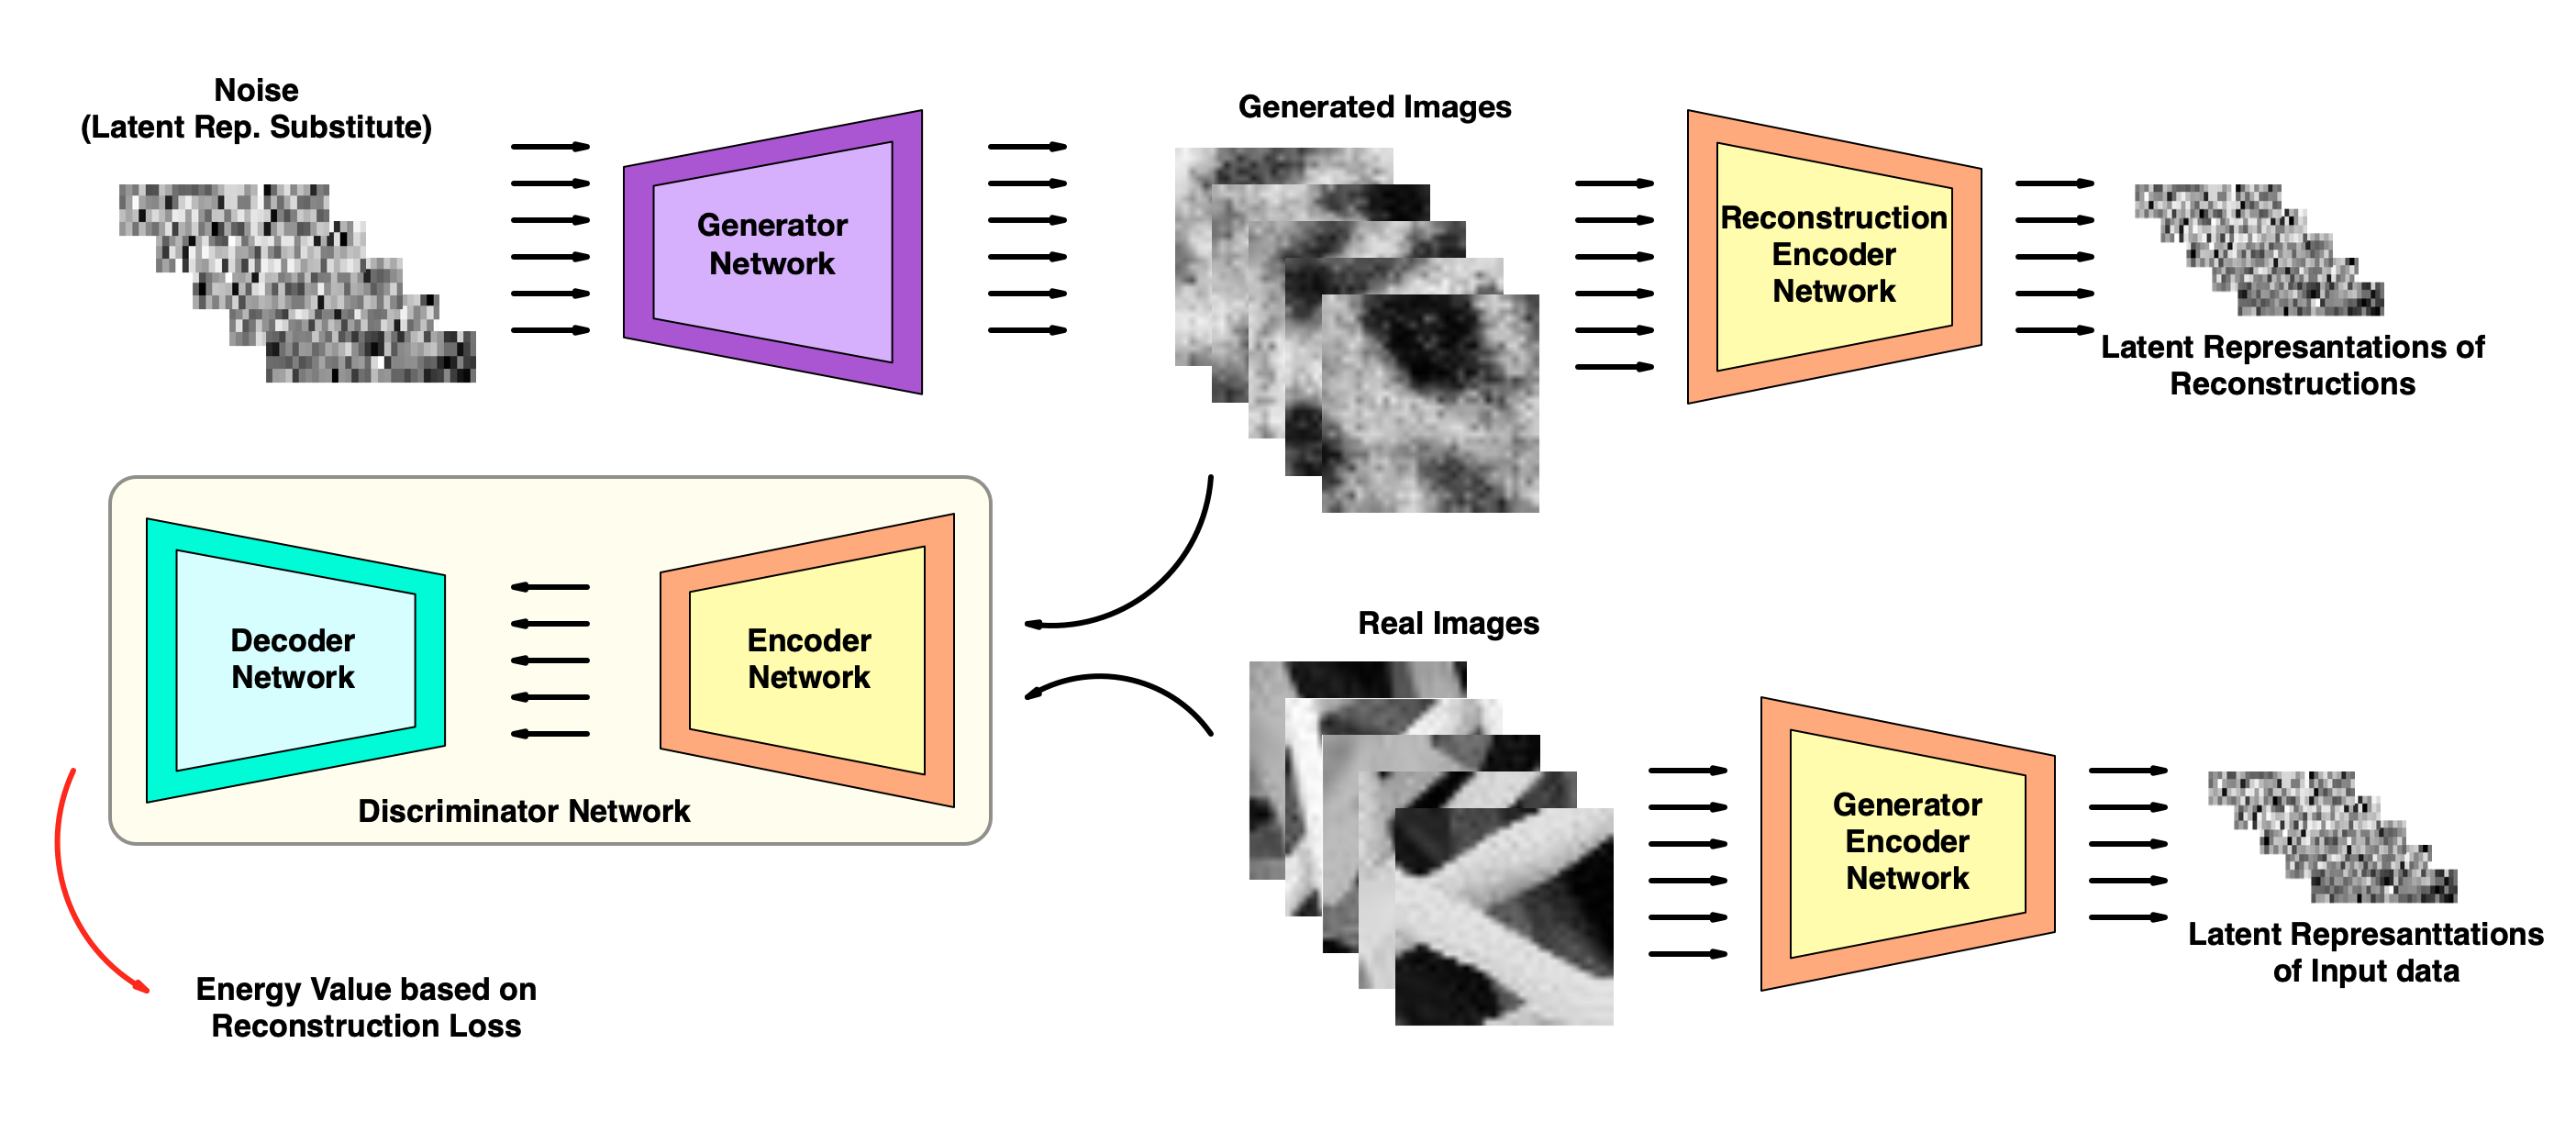 Noise
(Latent Rep. Substitute)
Generator
Network
Generated Images
Reconstruction
Encoder
Network
Latent Represantations of
Reconstructions
Decoder
Network
Encoder
Network
Discriminator Network
Energy Value based on
Reconstruction Loss
Real Images
Generator
Encoder
Network
Latent Represanttations
of Input data